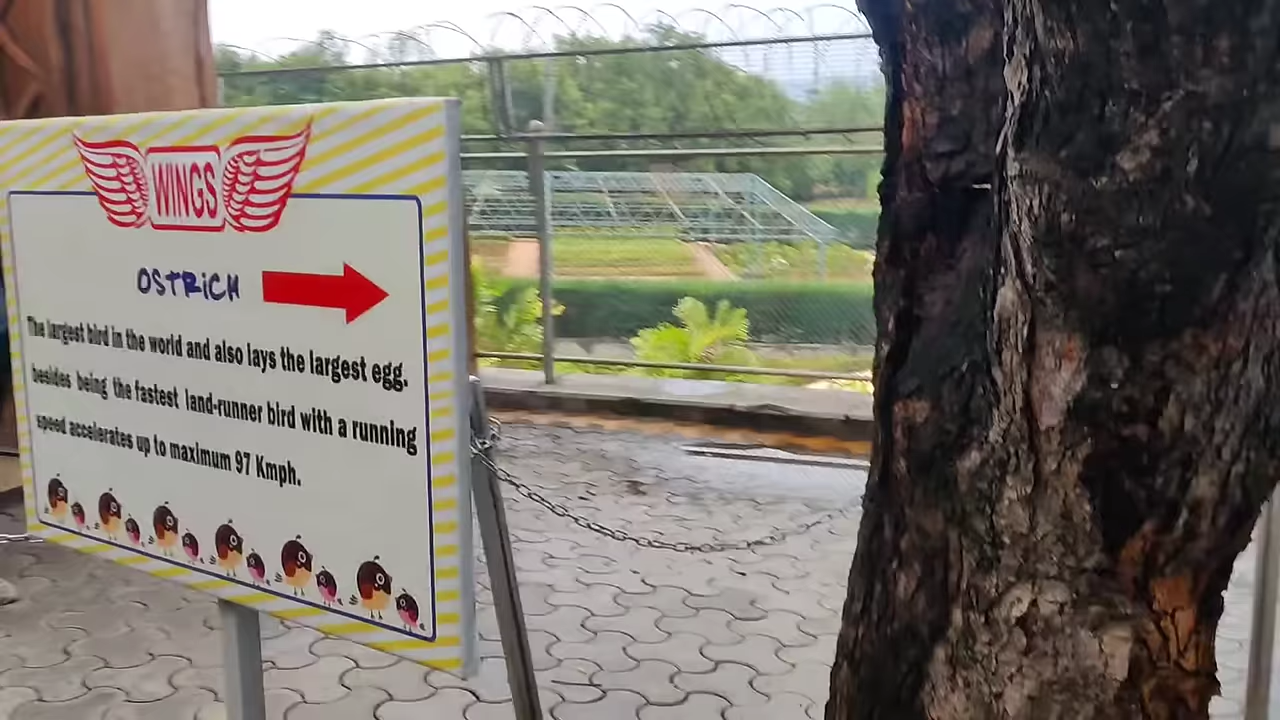 WINGS
OSTRiCH
The largest bird in the world and also lays the largest egg.
besides being the fastest land-runner bird with a running
speed accelerates up to maximum 97 Kmph.